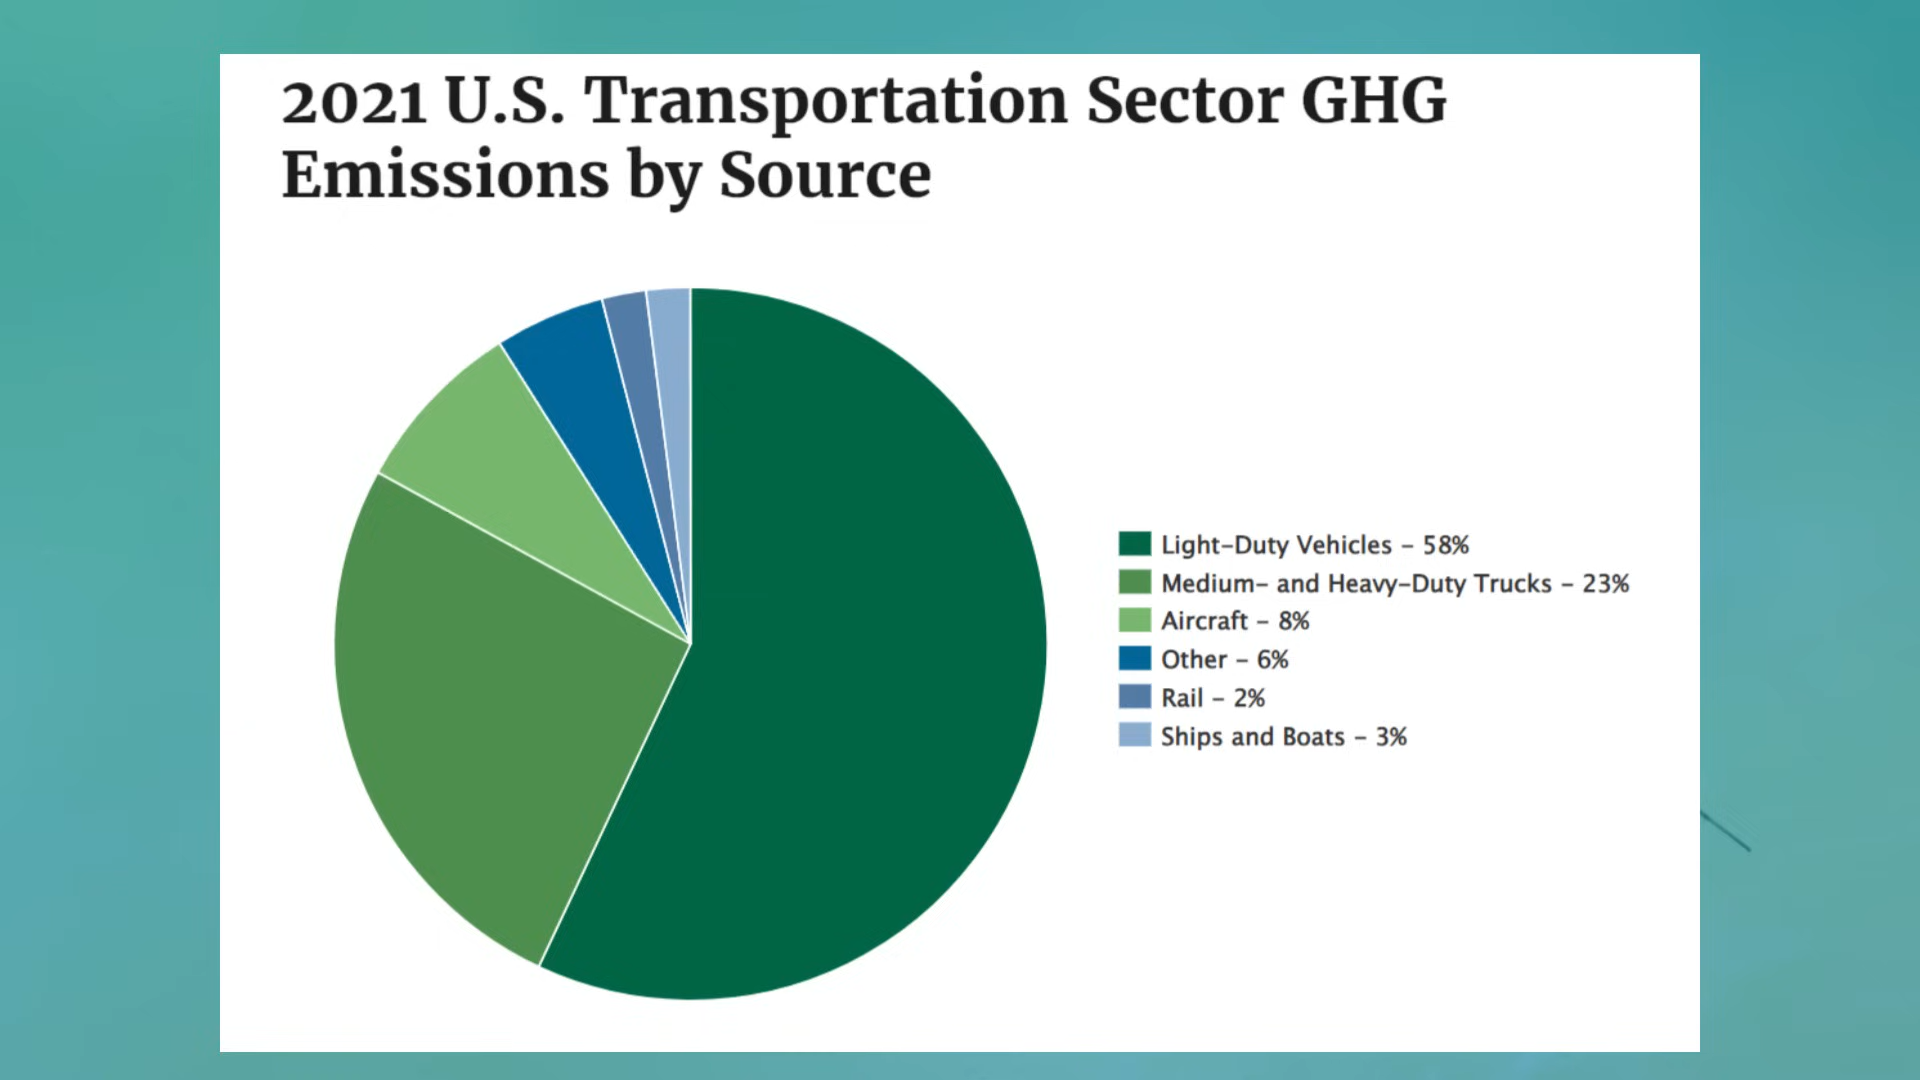 2021 U.S. Transportation Sector GHG
Emissions by Source
Light-Duty Vehicles – 58%
Medium- and Heavy-Duty Trucks – 23%
Aircraft – 8%
Other – 6%
Rail – 2%
Ships and Boats – 3%